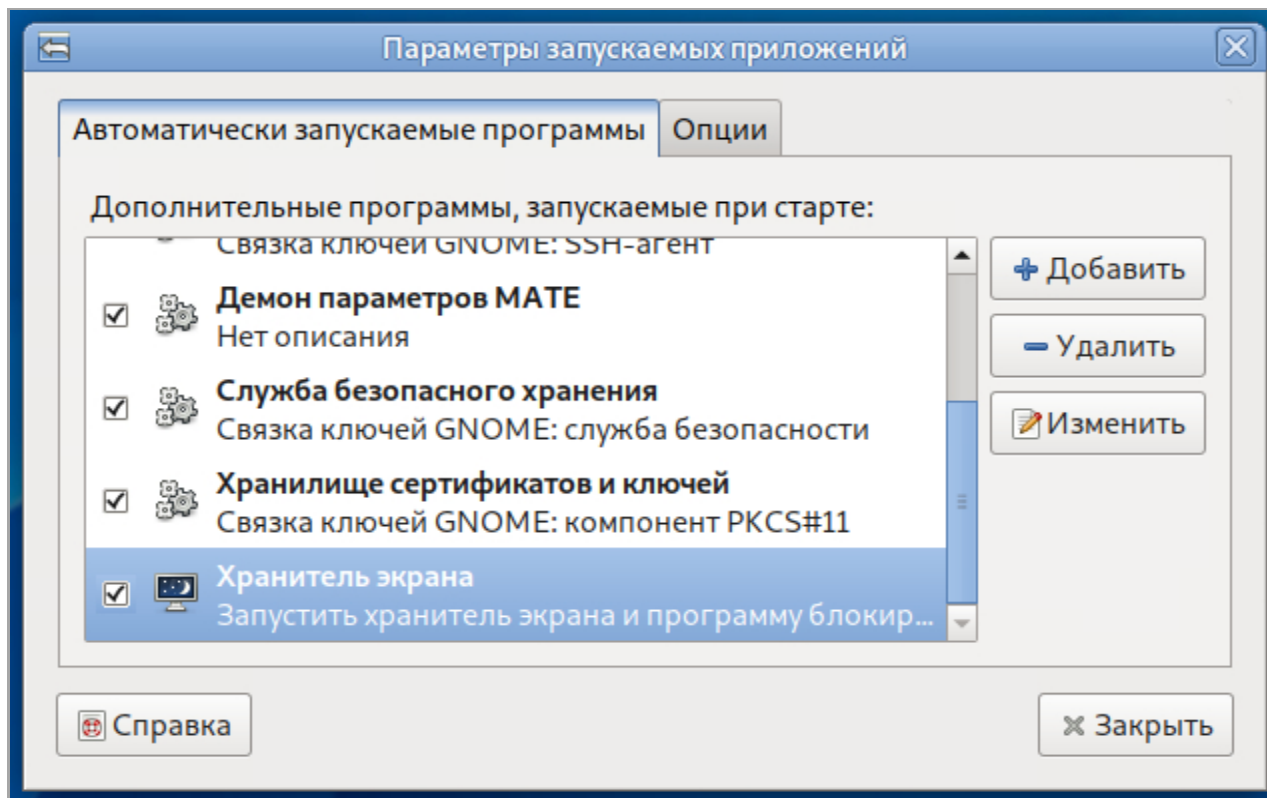 Параметры запускаемых приложений
Автоматически запускаемые программы
Опции
Дополнительные программы, запускаемые при старте:
Связка ключей GNOME: SSH-агент
Демон параметров MATE
Нет описания
Служба безопасного хранения
Связка ключей GNOME: служба безопасности
Хранилище сертификатов и ключей
Связка ключей GNOME: компонент PKCS#11
Хранитель экрана
Запустить хранитель экрана и программу блокир...
Добавить
Удалить
Изменить
Справка
Закрыть